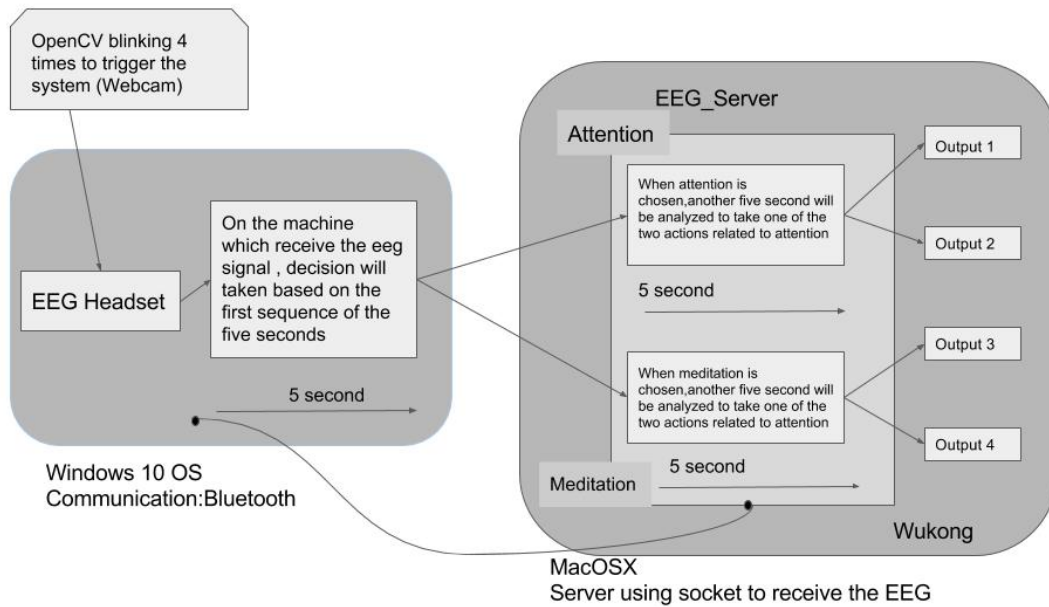 OpenCV blinking 4
times to trigger the
system (Webcam)
EEG Headset
On the machine
which receive the eeg
signal , decision will
taken based on the
first sequence of the
five seconds
5 second
Windows 10 OS
Communication:Bluetooth
EEG_Server
Attention
When attention is
chosen,another five second will
be analyzed to take one of the
two actions related to attention
5 second
When meditation is
chosen,another five second will
be analyzed to take one of the
two actions related to attention
5 second
Meditation
Output 1
Output 2
Output 3
Output 4
Wukong
MacOSX
Server using socket to receive the EEG